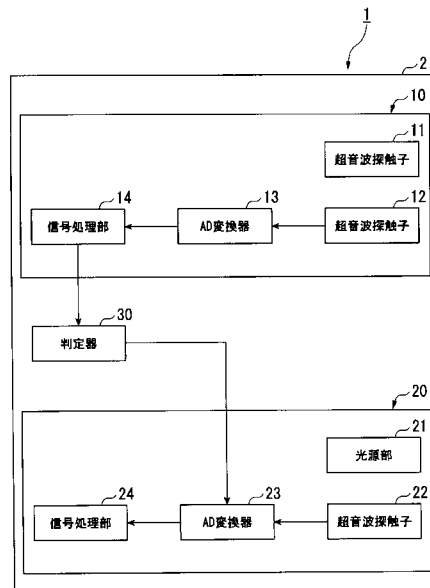 1
2
10
11
超音波探触子
14
信号処理部
13
AD変換器
12
超音波探触子
30
判定器
20
21
光源部
24
信号処理部
23
AD変換器
22
超音波探触子